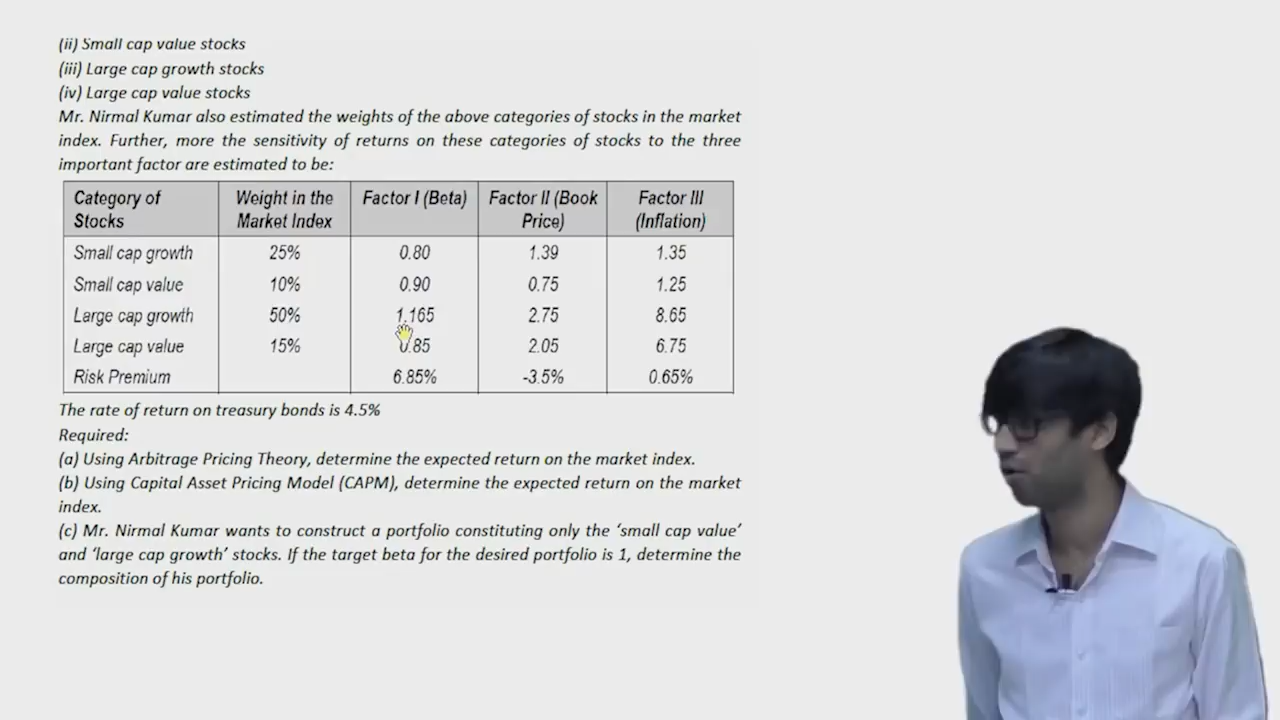 (ii) Small cap value stocks
(iii) Large cap growth stocks
(iv) Large cap value stocks
Mr. Nirmal Kumar also estimated the weights of the above categories of stocks in the market
index. Further, more the sensitivity of returns on these categories of stocks to the three
important factor are estimated to be:
Category of Stocks Weight in the Market Index Factor I (Beta) Factor II (Book Price) Factor III (Inflation)
Small cap growth 25% 0.80 1.39 1.35
Small cap value 10% 0.90 0.75 1.25
Large cap growth 50% 1.165 2.75 8.65
Large cap value 15% 0.85 2.05 6.75
Risk Premium 6.85% -3.5% 0.65%
The rate of return on treasury bonds is 4.5%
Required:
(a) Using Arbitrage Pricing Theory, determine the expected return on the market index.
(b) Using Capital Asset Pricing Model (CAPM), determine the expected return on the market
index.
(c) Mr. Nirmal Kumar wants to construct a portfolio constituting only the ‘small cap value’
and ‘large cap growth’ stocks. If the target beta for the desired portfolio is 1, determine the
composition of his portfolio.